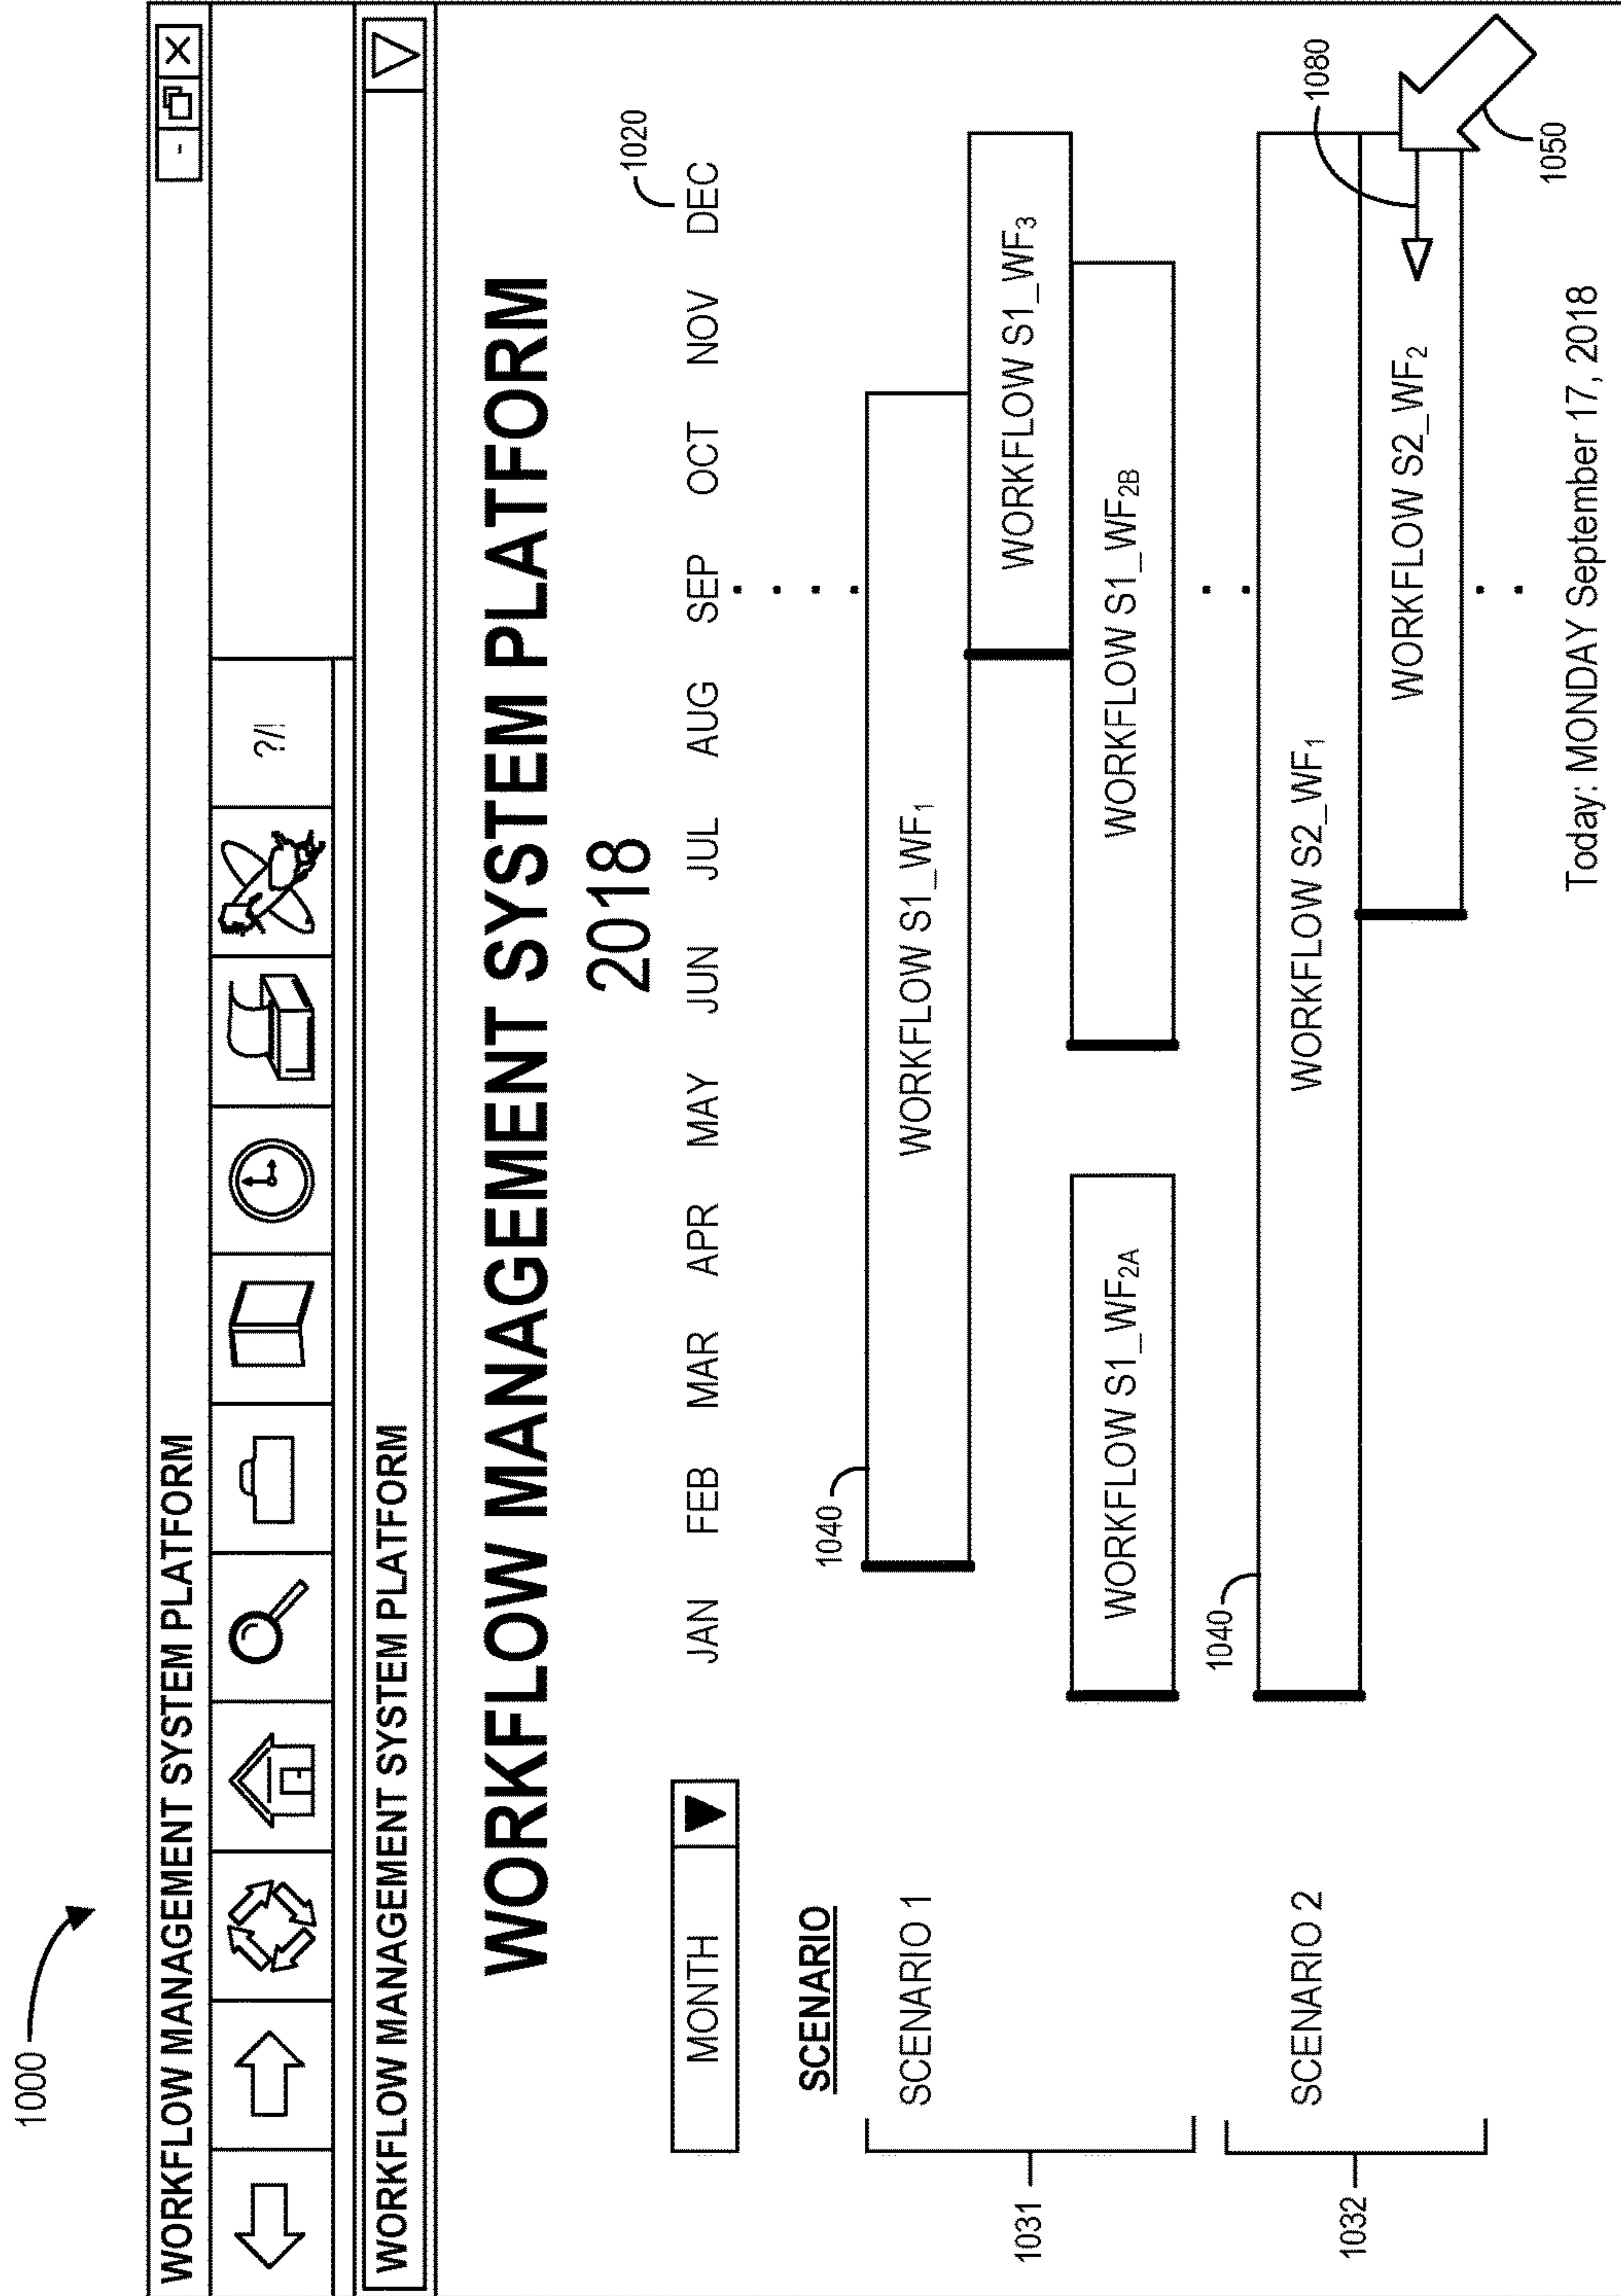 1000
WORKFLOW MANAGEMENT SYSTEM PLATFORM
- X
?/!!
WORKFLOW MANAGEMENT SYSTEM PLATFORM
WORKFLOW MANAGEMENT SYSTEM PLATFORM
2018
1020
MONTH JAN FEB MAR APR MAY JUN JUL AUG SEP OCT NOV DEC
SCENARIO
1040
SCENARIO 1
WORKFLOW S1_WF₁
1031
WORKFLOW S1_WF₃
WORKFLOW S1_WF₂A WORKFLOW S1_WF₂B
1040
SCENARIO 2
WORKFLOW S2_WF₁
1080
1032
WORKFLOW S2_WF₂
1050
Today: MONDAY September 17, 2018